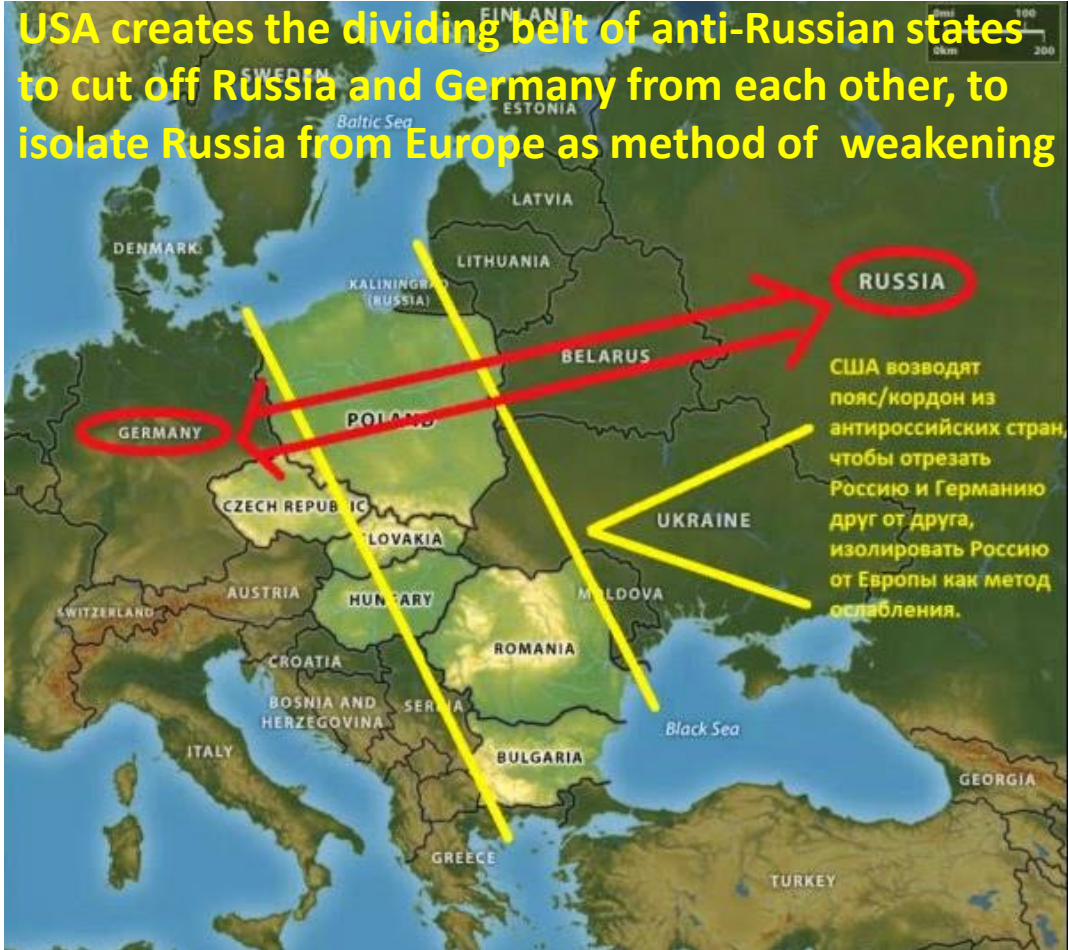 USA creates the dividing belt of anti-Russian states
to cut off Russia and Germany from each other, to
isolate Russia from Europe as method of weakening
FINLAND
0mi 100
0km 200
SWEDEN
ESTONIA
Baltic Sea
LATVIA
DENMARK
LITHUANIA
KALININGRAD
(RUSSIA)
RUSSIA
BELARUS
POLAND
GERMANY
США возводят
пояс/кордон из
антироссийских стран,
чтобы отрезать
Россию и Германию
друг от друга,
изолировать Россию
от Европы как метод
ослабления.
CZECH REPUBLIC
UKRAINE
SLOVAKIA
AUSTRIA
HUNGARY
MOLDOVA
SWITZERLAND
ROMANIA
CROATIA
BOSNIA AND
HERZEGOVINA
SERBIA
Black Sea
ITALY
BULGARIA
GEORGIA
GREECE
TURKEY